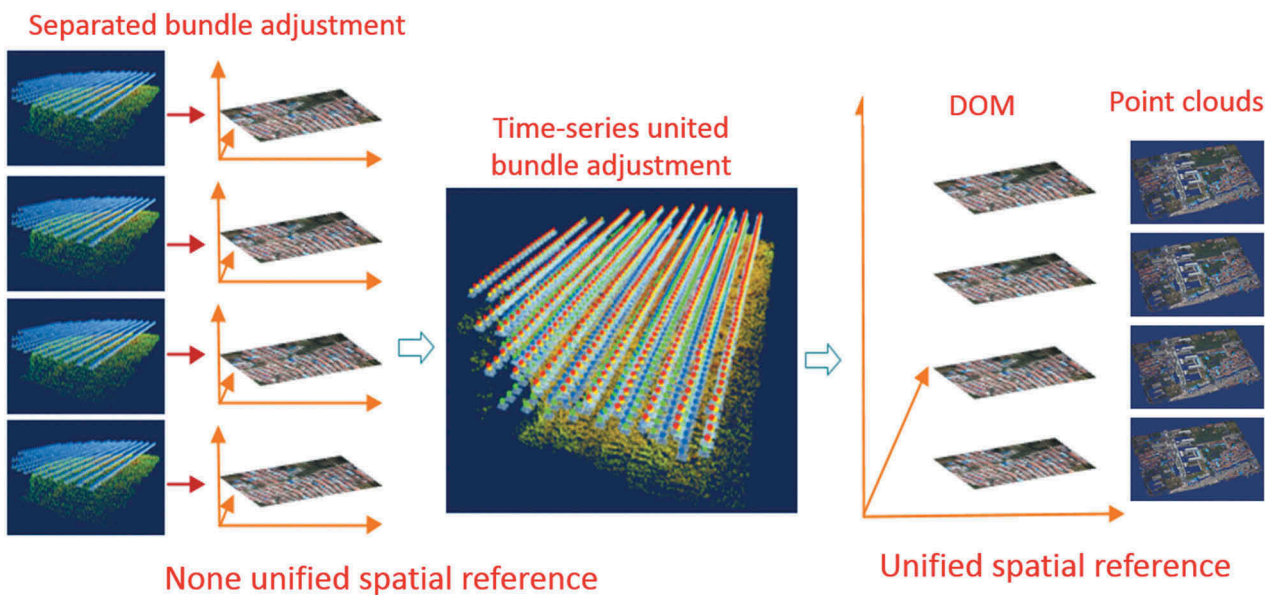 Separated bundle adjustment
Time-series united
bundle adjustment
DOM
Point clouds
None unified spatial reference
Unified spatial reference